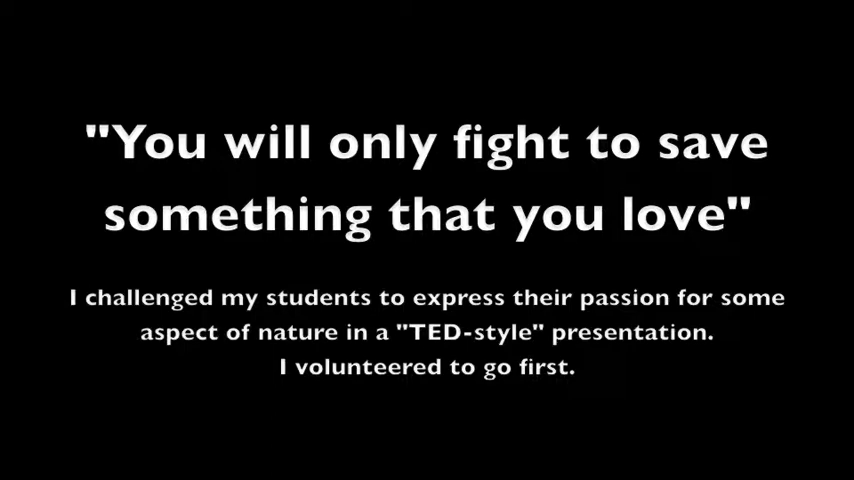 "You will only fight to save
something that you love"
I challenged my students to express their passion for some
aspect of nature in a "TED-style" presentation.
I volunteered to go first.